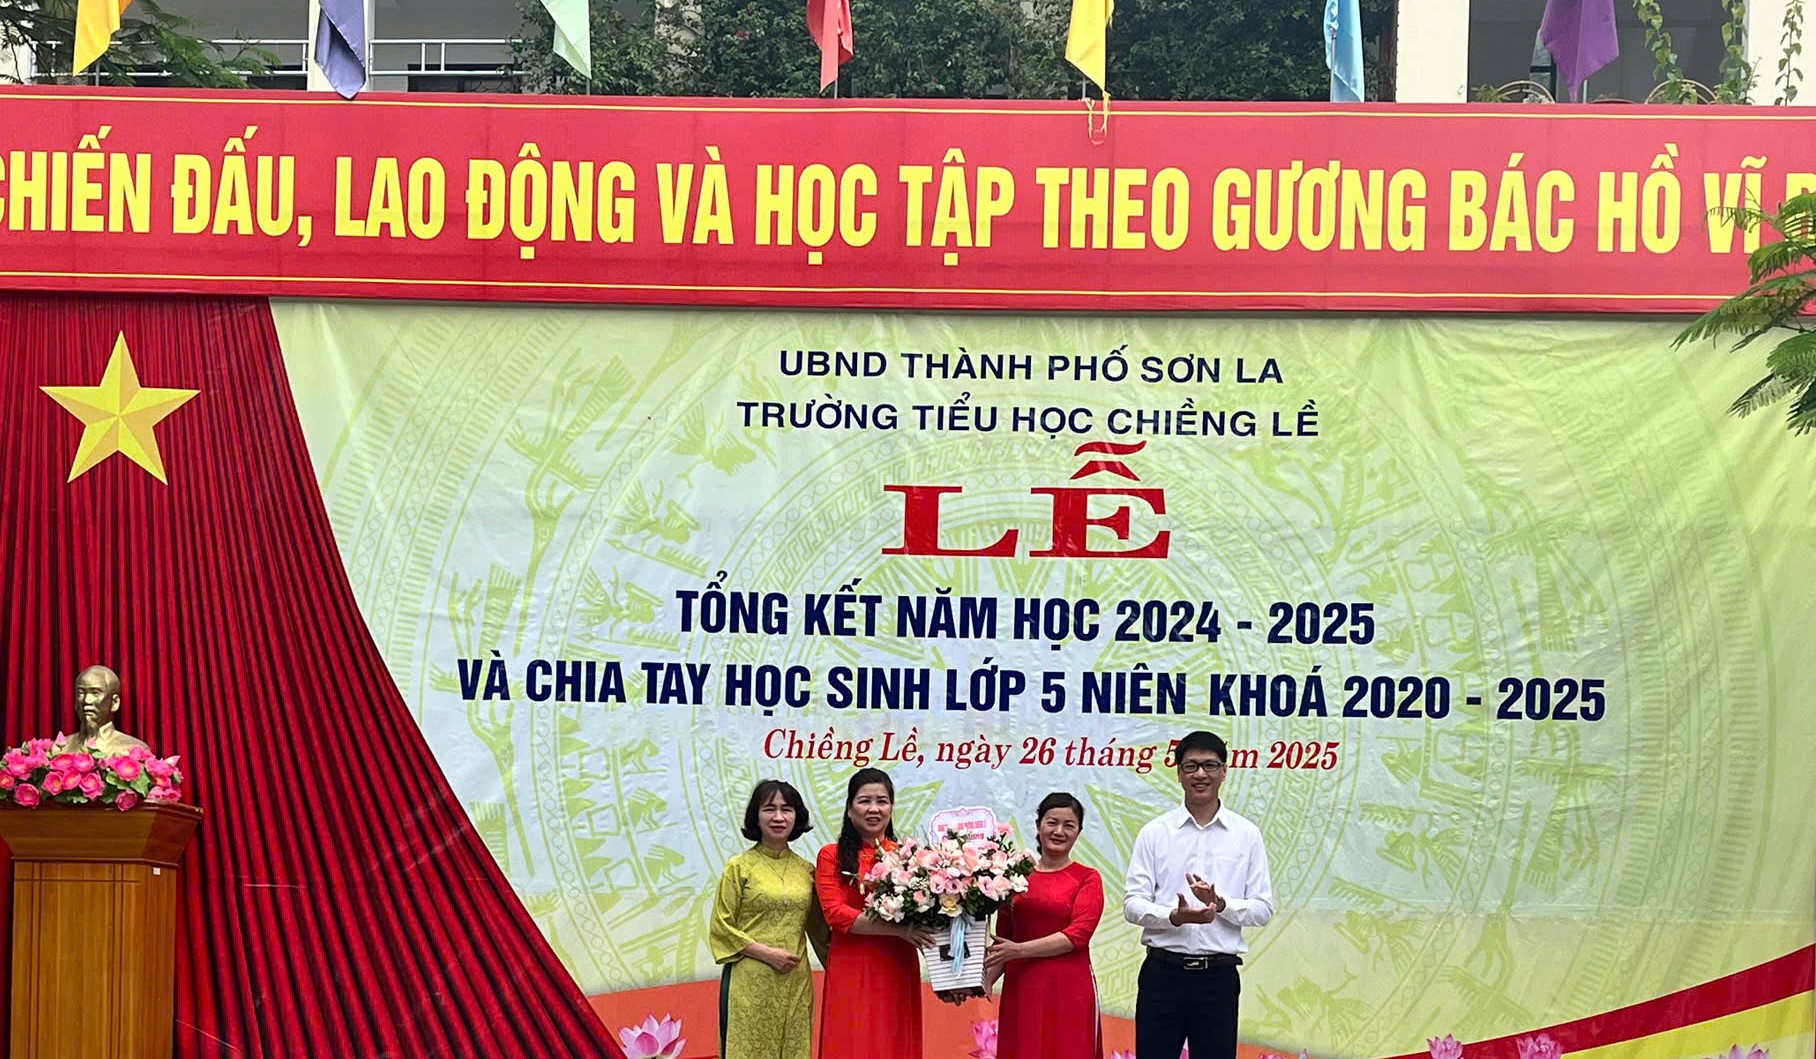 CHIẾN ĐẤU, LAO ĐỘNG VÀ HỌC TẬP THEO GƯƠNG BÁC HỒ VĨ
UBND THÀNH PHỐ SƠN LA
TRƯỜNG TIỂU HỌC CHIỀNG LỀ
LỄ
TỔNG KẾT NĂM HỌC 2024 - 2025
VÀ CHIA TAY HỌC SINH LỚP 5 NIÊN KHOÁ 2020 - 2025
Chiềng Lề, ngày 26 tháng 5 năm 2025